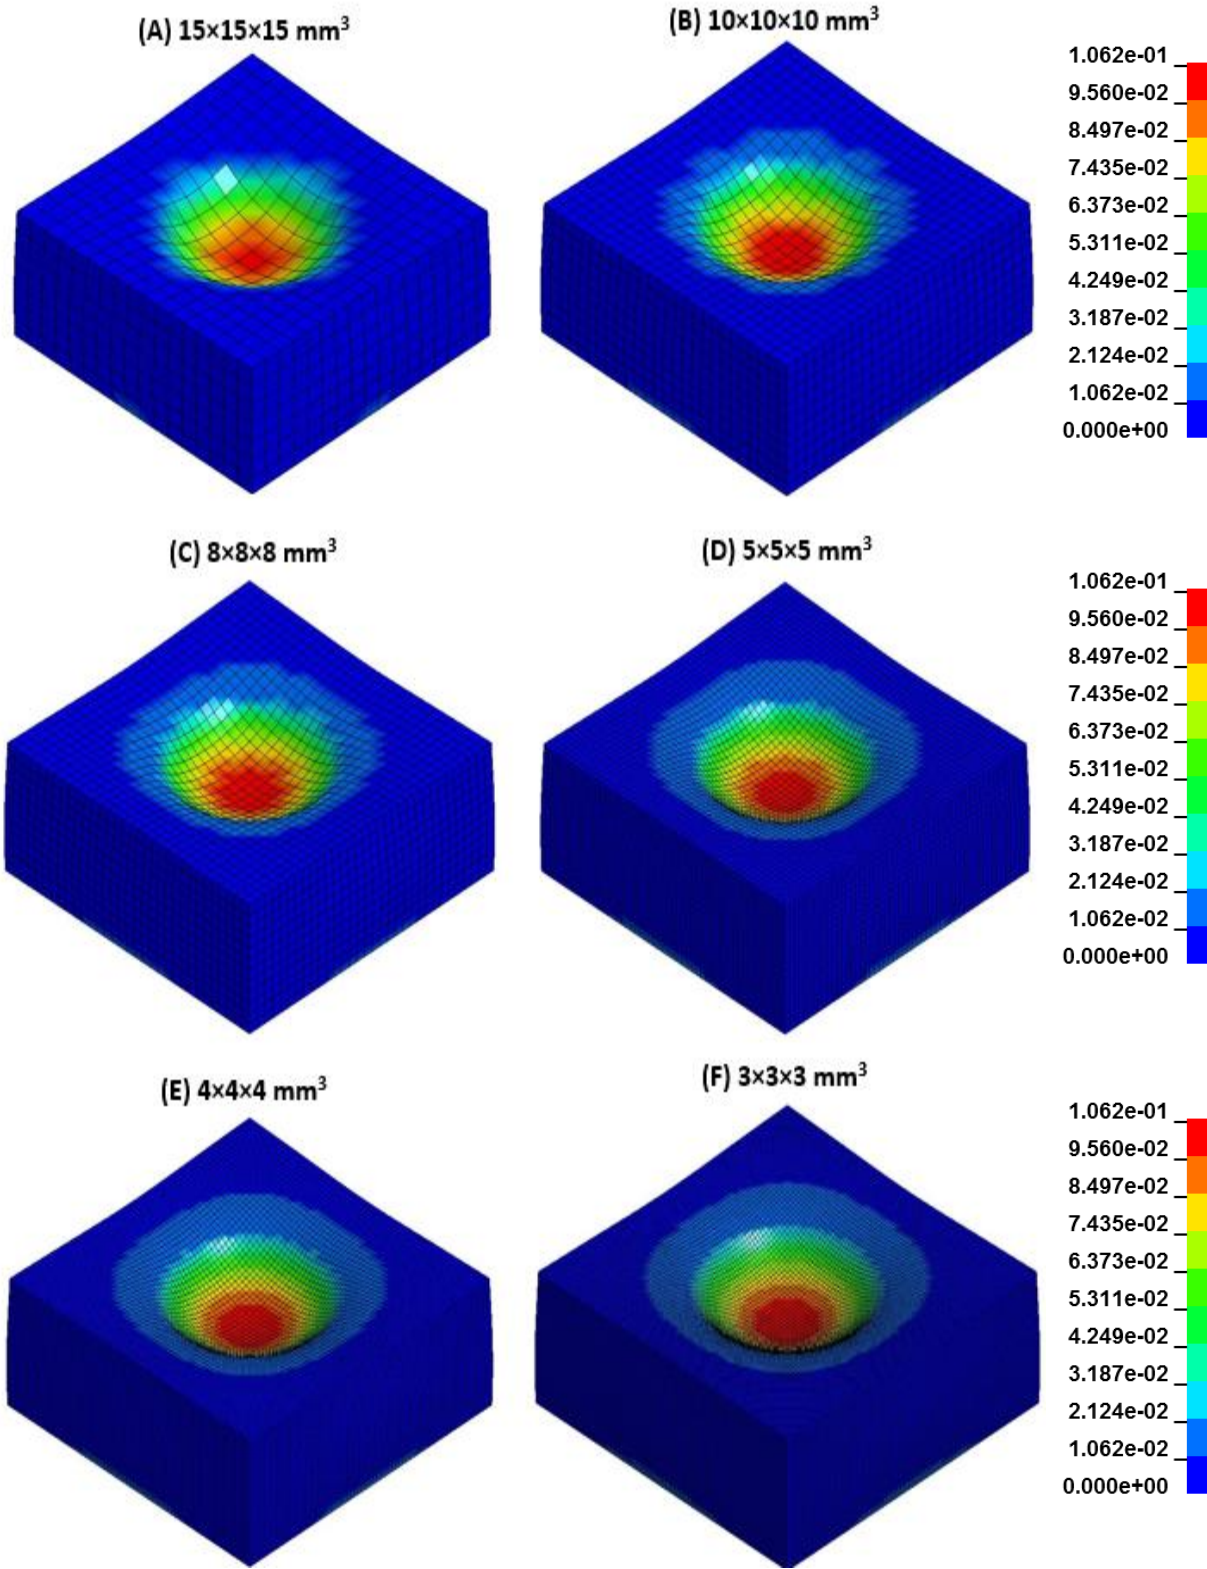 (A) 15×15×15 mm³
(B) 10×10×10 mm³
1.062e-01
9.560e-02
8.497e-02
7.435e-02
6.373e-02
5.311e-02
4.249e-02
3.187e-02
2.124e-02
1.062e-02
0.000e+00
(C) 8×8×8 mm³
(D) 5×5×5 mm³
1.062e-01
9.560e-02
8.497e-02
7.435e-02
6.373e-02
5.311e-02
4.249e-02
3.187e-02
2.124e-02
1.062e-02
0.000e+00
(E) 4×4×4 mm³
(F) 3×3×3 mm³
1.062e-01
9.560e-02
8.497e-02
7.435e-02
6.373e-02
5.311e-02
4.249e-02
3.187e-02
2.124e-02
1.062e-02
0.000e+00